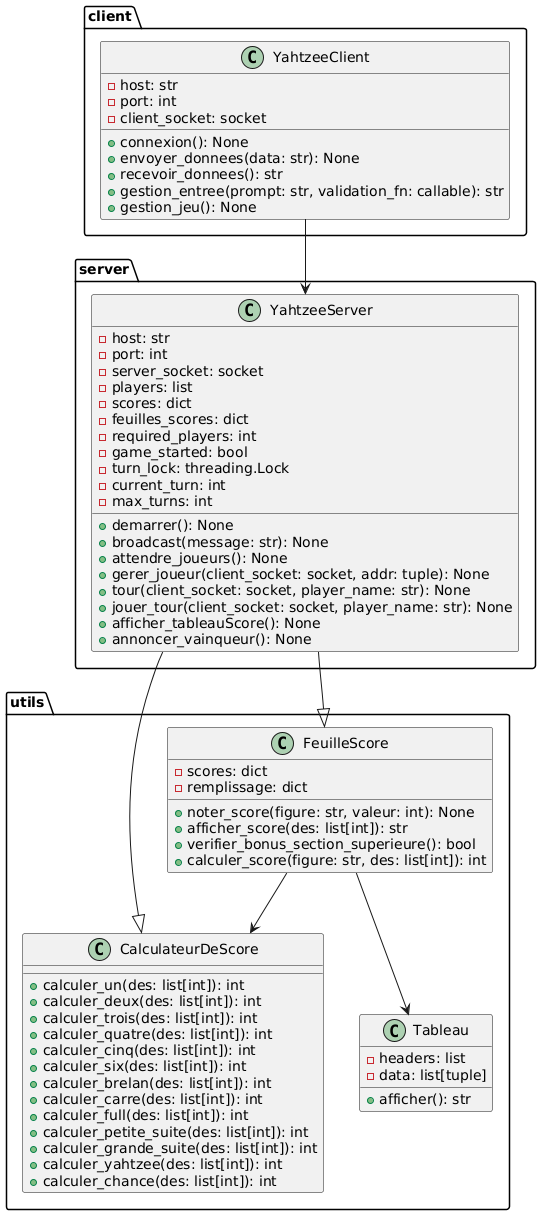 client
C YahtzeeClient
host: str
port: int
client_socket: socket
connexion(): None
envoyer_donnees(data: str): None
recevoir_donnees(): str
gestion_entree(prompt: str, validation_fn: callable): str
gestion_jeu(): None
server
C YahtzeeServer
host: str
port: int
server_socket: socket
players: list
scores: dict
feuilles_scores: dict
required_players: int
game_started: bool
turn_lock: threading.Lock
current_turn: int
max_turns: int
demarrer(): None
broadcast(message: str): None
attendre_joueurs(): None
gerer_joueur(client_socket: socket, addr: tuple): None
tour(client_socket: socket, player_name: str): None
jouer_tour(client_socket: socket, player_name: str): None
afficher_tableauScore(): None
annoncer_vainqueur(): None
utils
C FeuilleScore
scores: dict
remplissage: dict
noter_score(figure: str, valeur: int): None
afficher_score(des: list[int]): str
verifier_bonus_section_superieure(): bool
calculer_score(figure: str, des: list[int]): int
C CalculateurDeScore
calculer_un(des: list[int]): int
calculer_deux(des: list[int]): int
calculer_trois(des: list[int]): int
calculer_quatre(des: list[int]): int
calculer_cinq(des: list[int]): int
calculer_six(des: list[int]): int
calculer_brelan(des: list[int]): int
calculer_carre(des: list[int]): int
calculer_full(des: list[int]): int
calculer_petite_suite(des: list[int]): int
calculer_grande_suite(des: list[int]): int
calculer_yahtzee(des: list[int]): int
calculer_chance(des: list[int]): int
C Tableau
headers: list
data: list[tuple]
afficher(): str